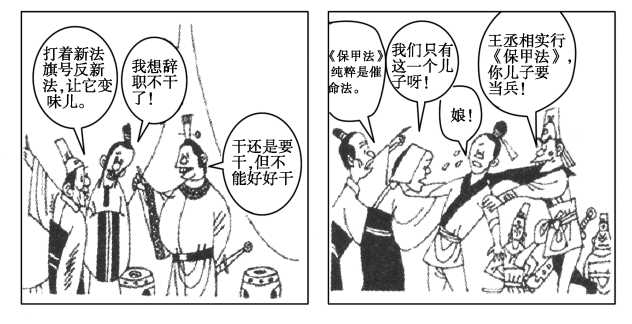 打着新法
旗号反新
法,让它变
味儿。
我想辞
职不干
了!
干还是要
干,但不
能好好干
《保甲法》
纯粹是催
命法。
我们只有
这一个儿
子呀!
娘!
王丞相实行
《保甲法》,
你儿子要
当兵!